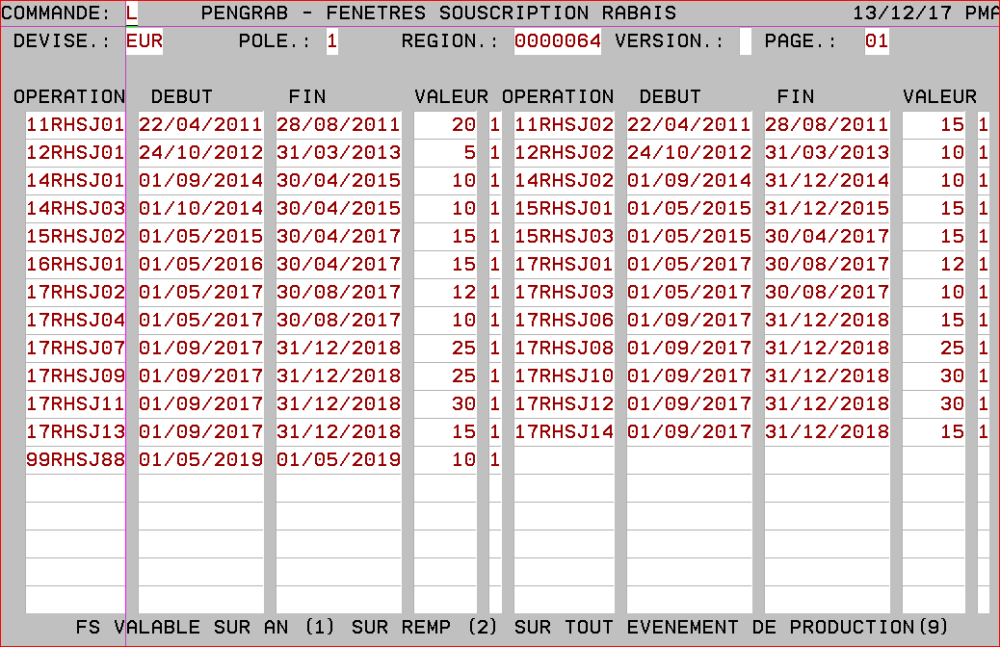 COMMANDE: L PENGRAB - FENETRES SOUSCRIPTION RABAIS 13/12/17 PMA
DEVISE.: EUR POLE.: 1 REGION.: 0000064 VERSION.: PAGE.: 01
OPERATION DEBUT FIN VALEUR OPERATION DEBUT FIN VALEUR
11RHSJ01 22/04/2011 28/08/2011 20 1 11RHSJ02 22/04/2011 28/08/2011 15 1
12RHSJ01 24/10/2012 31/03/2013 5 1 12RHSJ02 24/10/2012 31/03/2013 10 1
14RHSJ01 01/09/2014 30/04/2015 10 1 14RHSJ02 01/09/2014 31/12/2014 10 1
14RHSJ03 01/10/2014 30/04/2015 10 1 15RHSJ01 01/05/2015 31/12/2015 15 1
15RHSJ02 01/05/2015 30/04/2017 15 1 15RHSJ03 01/05/2015 30/04/2017 15 1
16RHSJ01 01/05/2016 30/04/2017 15 1 17RHSJ01 01/05/2017 30/08/2017 12 1
17RHSJ02 01/05/2017 30/08/2017 12 1 17RHSJ03 01/05/2017 30/08/2017 10 1
17RHSJ04 01/05/2017 30/08/2017 10 1 17RHSJ06 01/09/2017 31/12/2018 15 1
17RHSJ07 01/09/2017 31/12/2018 25 1 17RHSJ08 01/09/2017 31/12/2018 25 1
17RHSJ09 01/09/2017 31/12/2018 25 1 17RHSJ10 01/09/2017 31/12/2018 30 1
17RHSJ11 01/09/2017 31/12/2018 30 1 17RHSJ12 01/09/2017 31/12/2018 30 1
17RHSJ13 01/09/2017 31/12/2018 15 1 17RHSJ14 01/09/2017 31/12/2018 15 1
99RHSJ88 01/05/2019 01/05/2019 10 1
FS VALABLE SUR AN (1) SUR REMP (2) SUR TOUT EVENEMENT DE PRODUCTION(9)